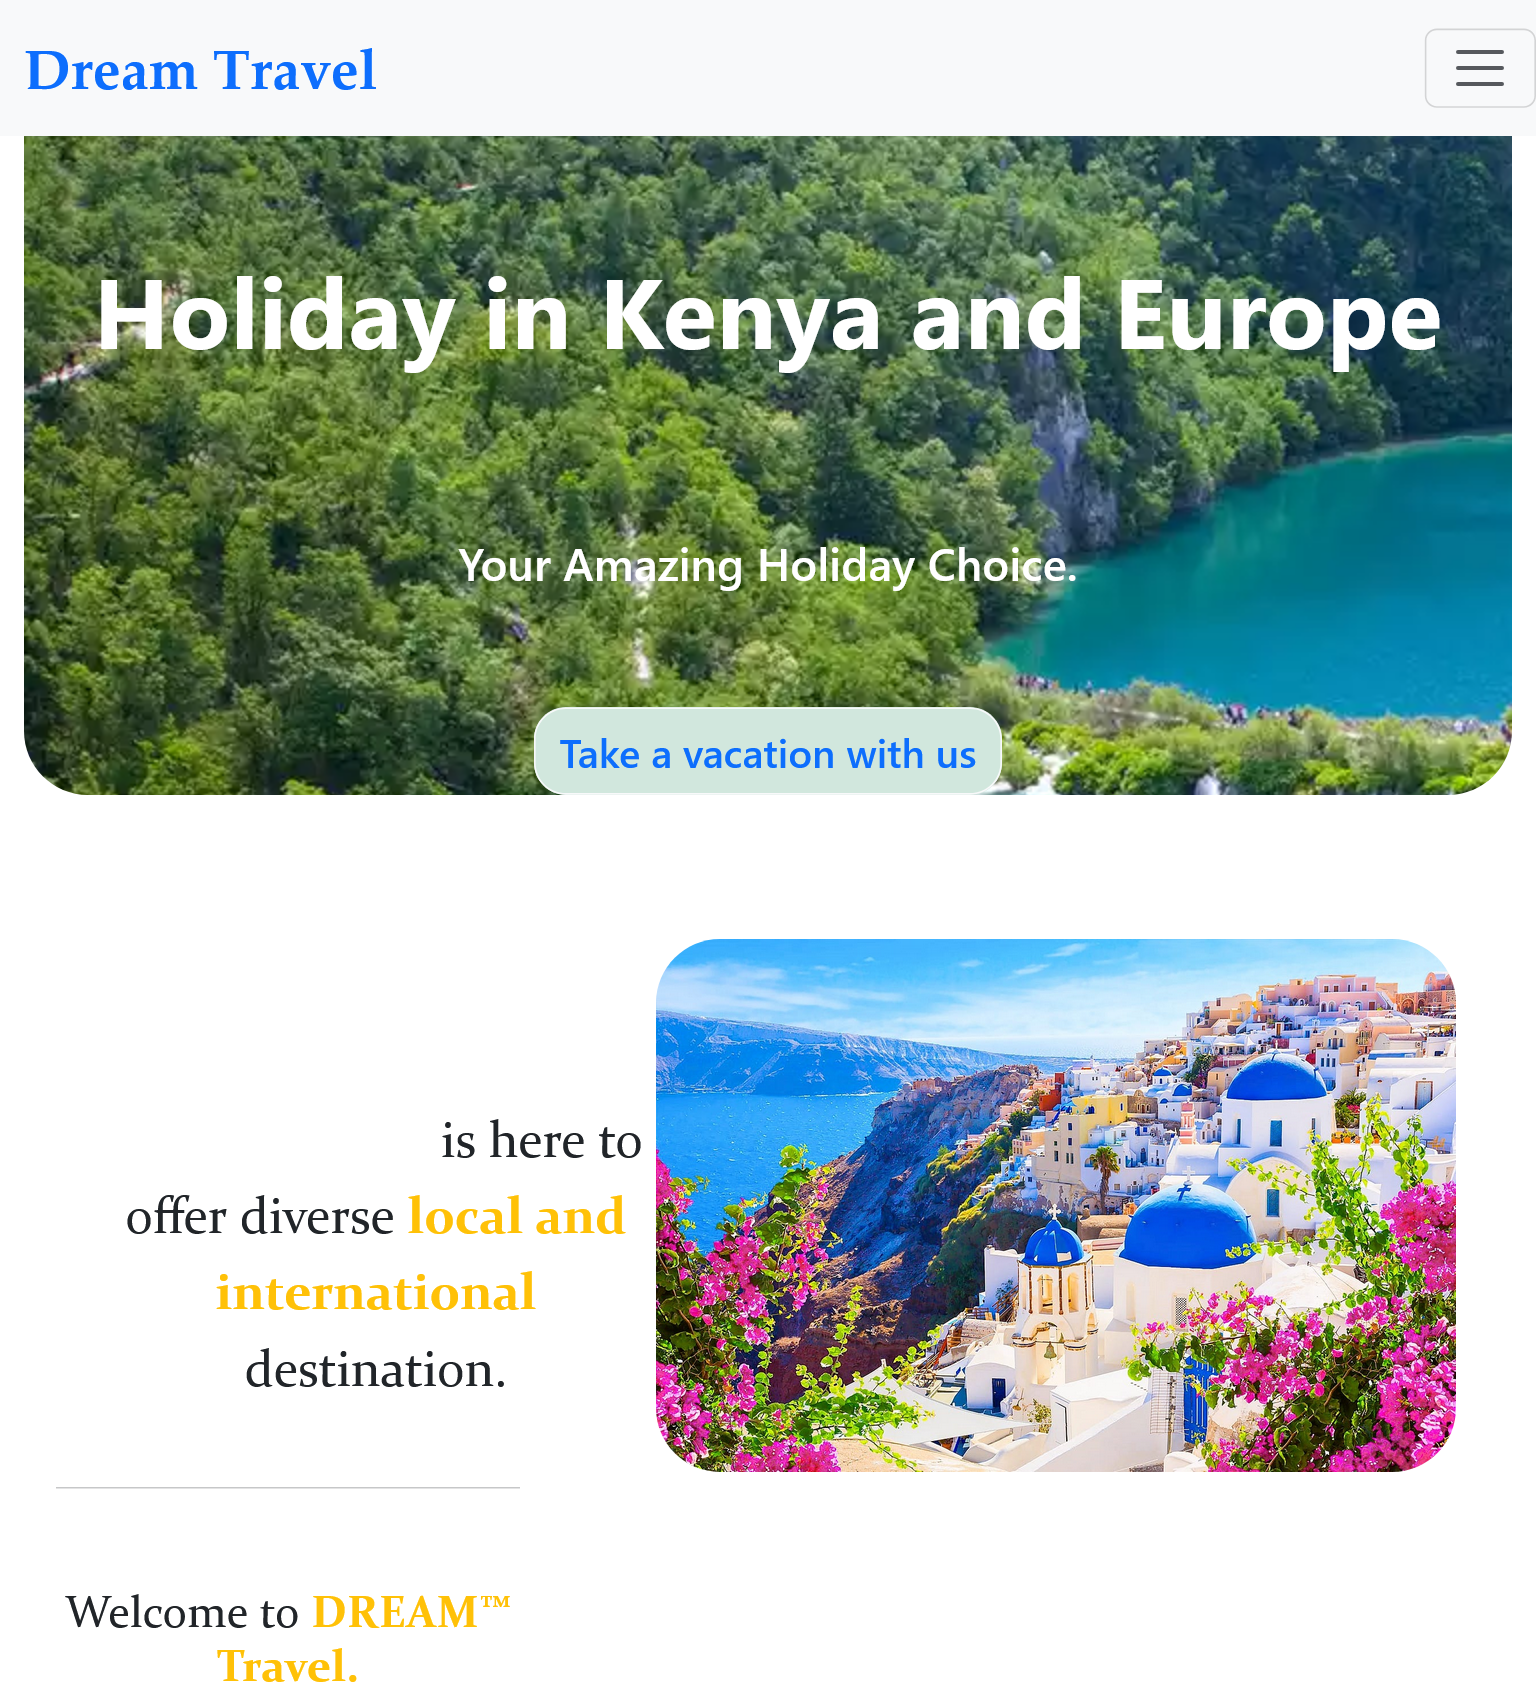 Dream Travel
Holiday in Kenya and Europe
Your Amazing Holiday Choice.
Take a vacation with us
is here to
offer diverse local and
international
destination.
Welcome to DREAM™
Travel.